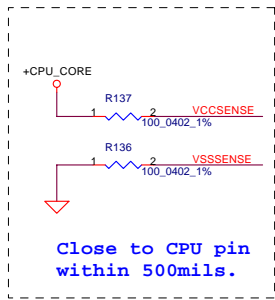 +CPU_CORE
R137
1 2 VCCSENSE
100_0402_1%
R136
1 2 VSSSENSE
100_0402_1%
Close to CPU pin
within 500mils.